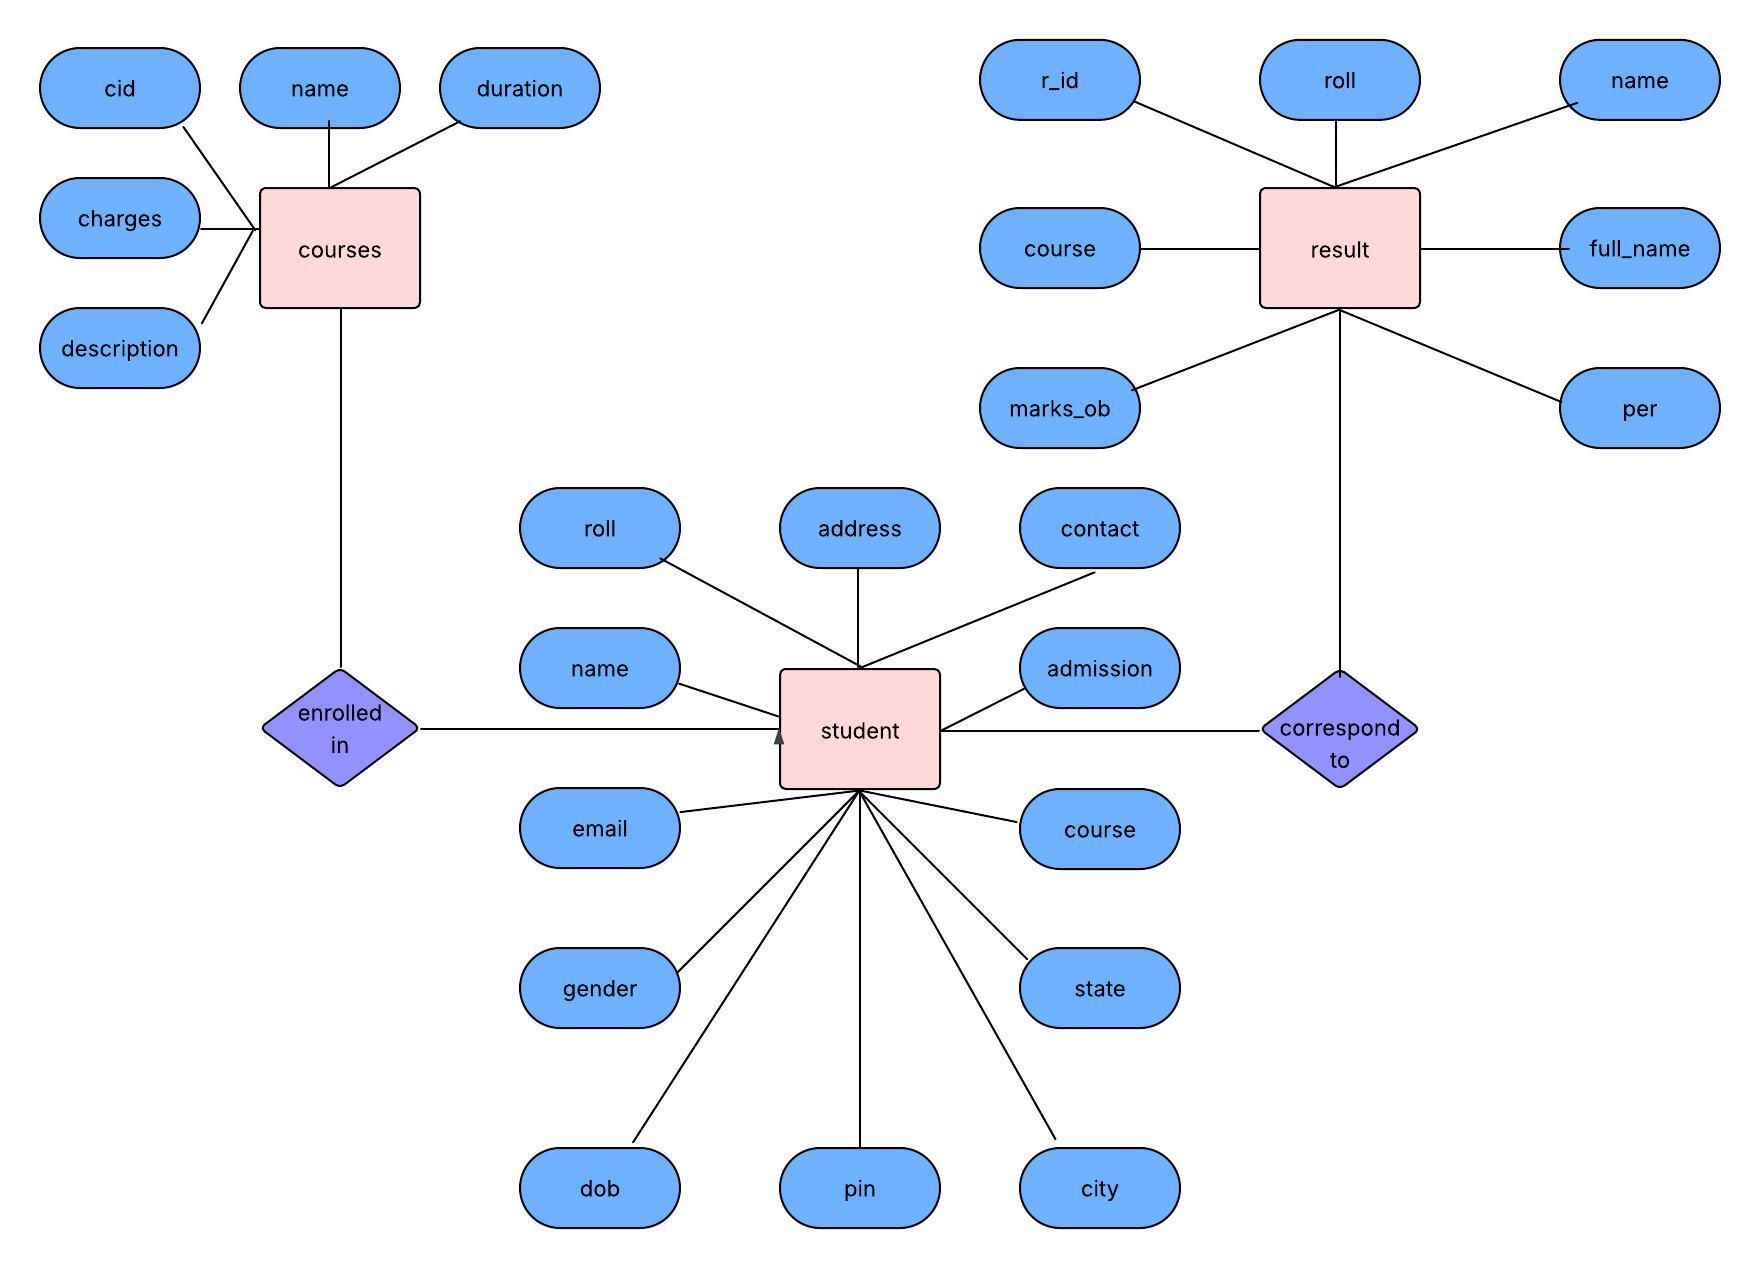 cid
name
duration
charges
courses
description
r_id
roll
name
course
result
full_name
marks_ob
per
roll
address
contact
name
student
admission
enrolled
in
correspond
to
email
course
gender
state
dob
pin
city